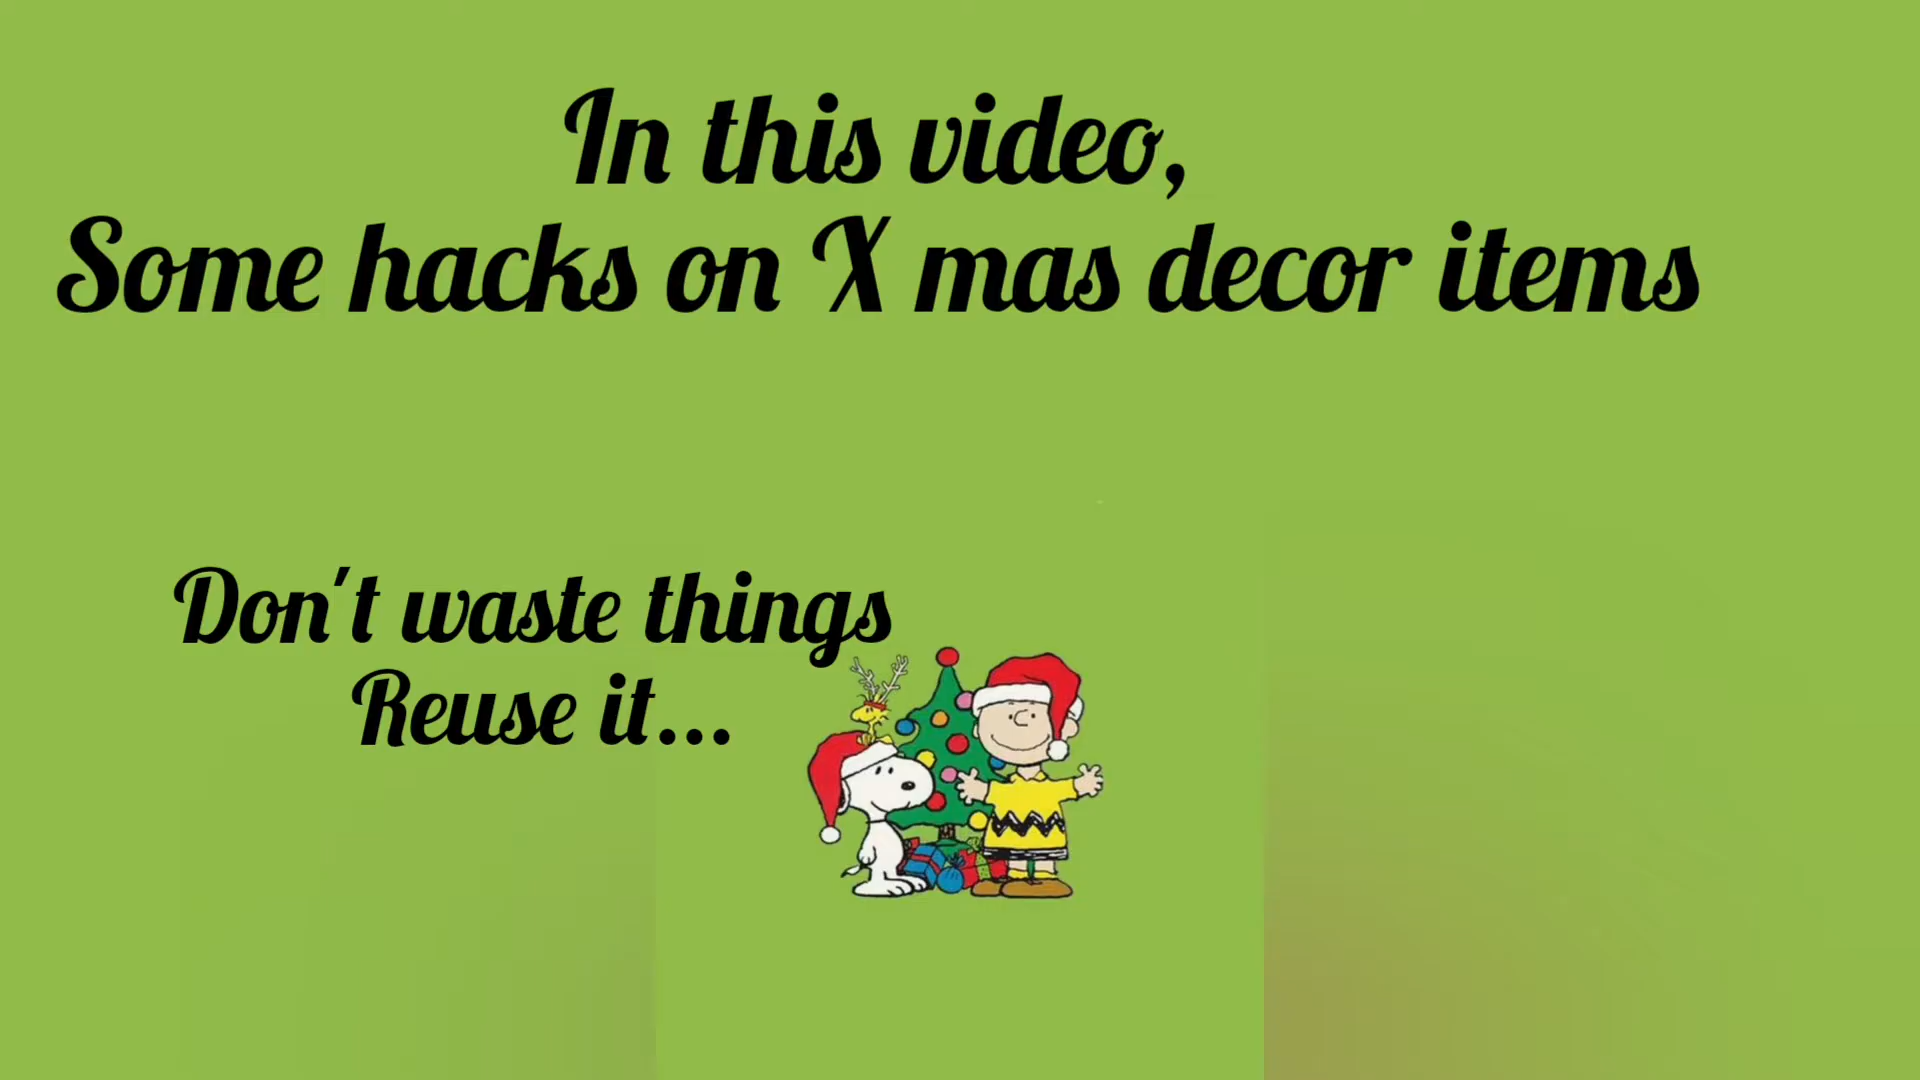 In this video,
Some hacks on X mas decor items
Don't waste things
Reuse it...